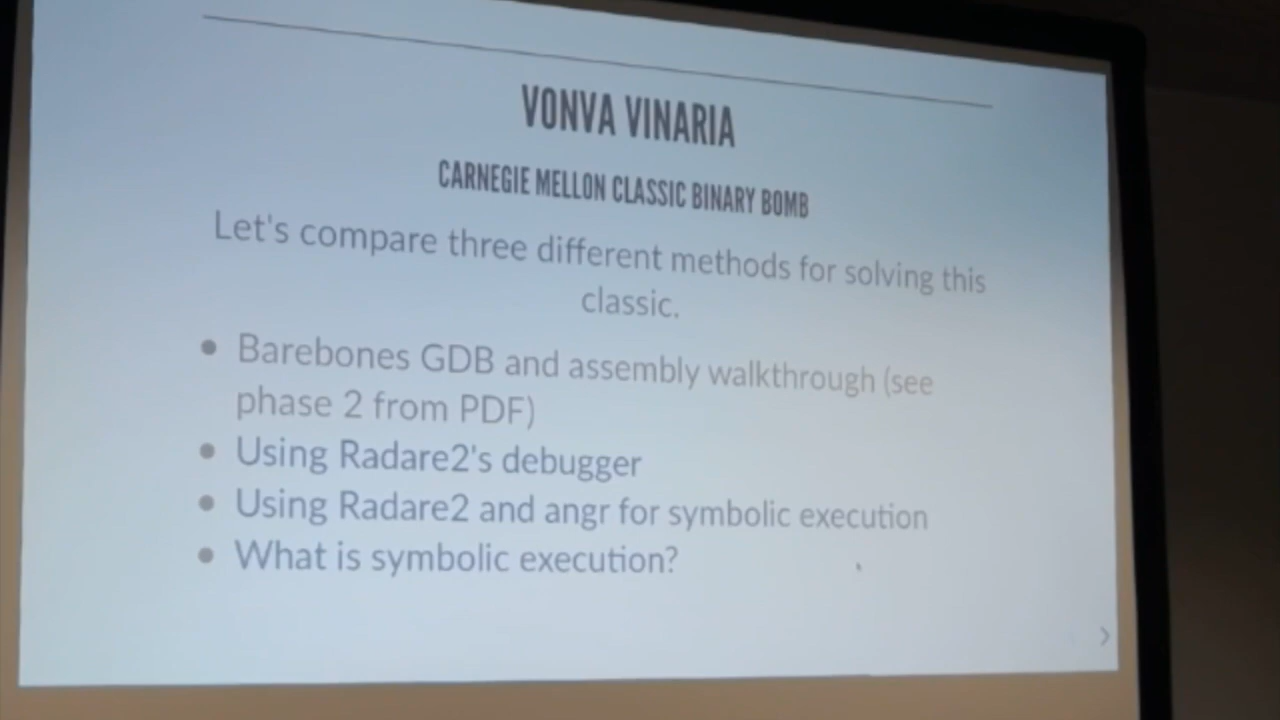 VONVA VINARIA
CARNEGIE MELLON CLASSIC BINARY BOMB
Let's compare three different methods for solving this
classic.
• Barebones GDB and assembly walkthrough (see
phase 2 from PDF)
• Using Radare2's debugger
• Using Radare2 and angr for symbolic execution
• What is symbolic execution?